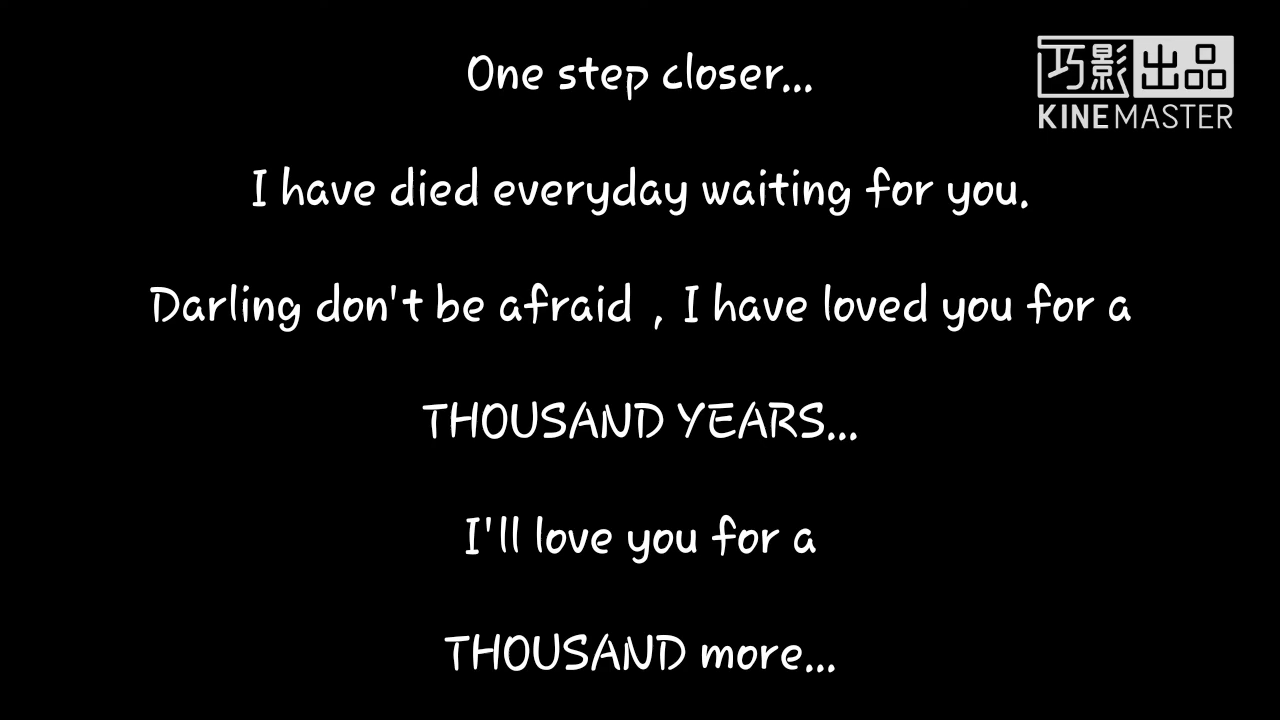 One step closer...
巧影出品
KINEMASTER
I have died everyday waiting for you.
Darling don't be afraid , I have loved you for a
THOUSAND YEARS...
I'll love you for a
THOUSAND more...